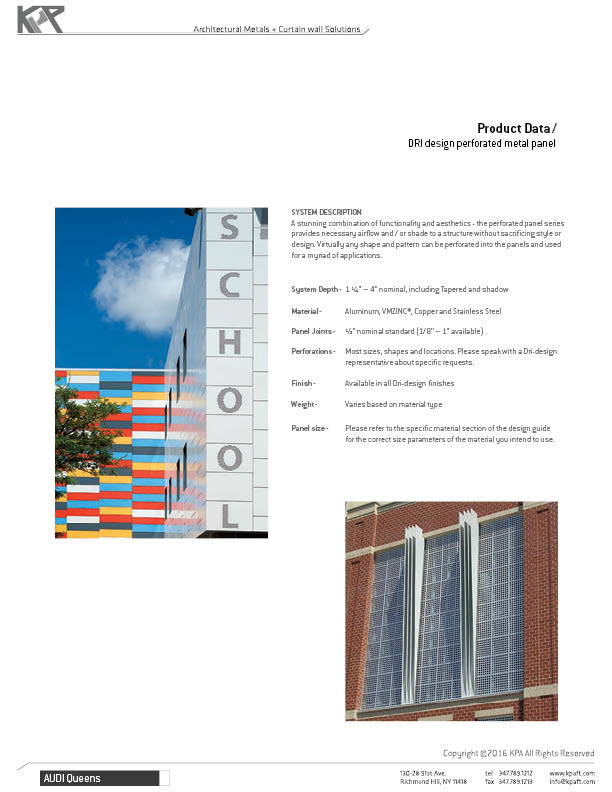 KPA
Architectural Metals + Curtain wall Solutions
Product Data /
DRI design perforated metal panel
SYSTEM DESCRIPTION
A stunning combination of functionality and aesthetics - the perforated panel series
provides necessary airflow and / or shade to a structure without sacrificing style or
design. Virtually any shape and pattern can be perforated into the panels and used
for a myriad of applications.
System Depth - 1 ¼" – 4" nominal, including Tapered and shadow
Material - Aluminum, VMZINC®, Copper and Stainless Steel
Panel Joints - ½" nominal standard (1/8" – 1" available)
Perforations - Most sizes, shapes and locations. Please speak with a Dri-design
representative about specific requests.
Finish - Available in all Dri-design finishes
Weight - Varies based on material type
Panel size - Please refer to the specific material section of the design guide
for the correct size parameters of the material you intend to use.
S
C
H
O
O
L
Copyright ©2016 KPA All Rights Reserved
AUDI Queens
130-28 91st Ave. tel 347.789.1212 www.kpaft.com
Richmond Hill, NY 11418 fax 347.789.1213 info@kpaft.com